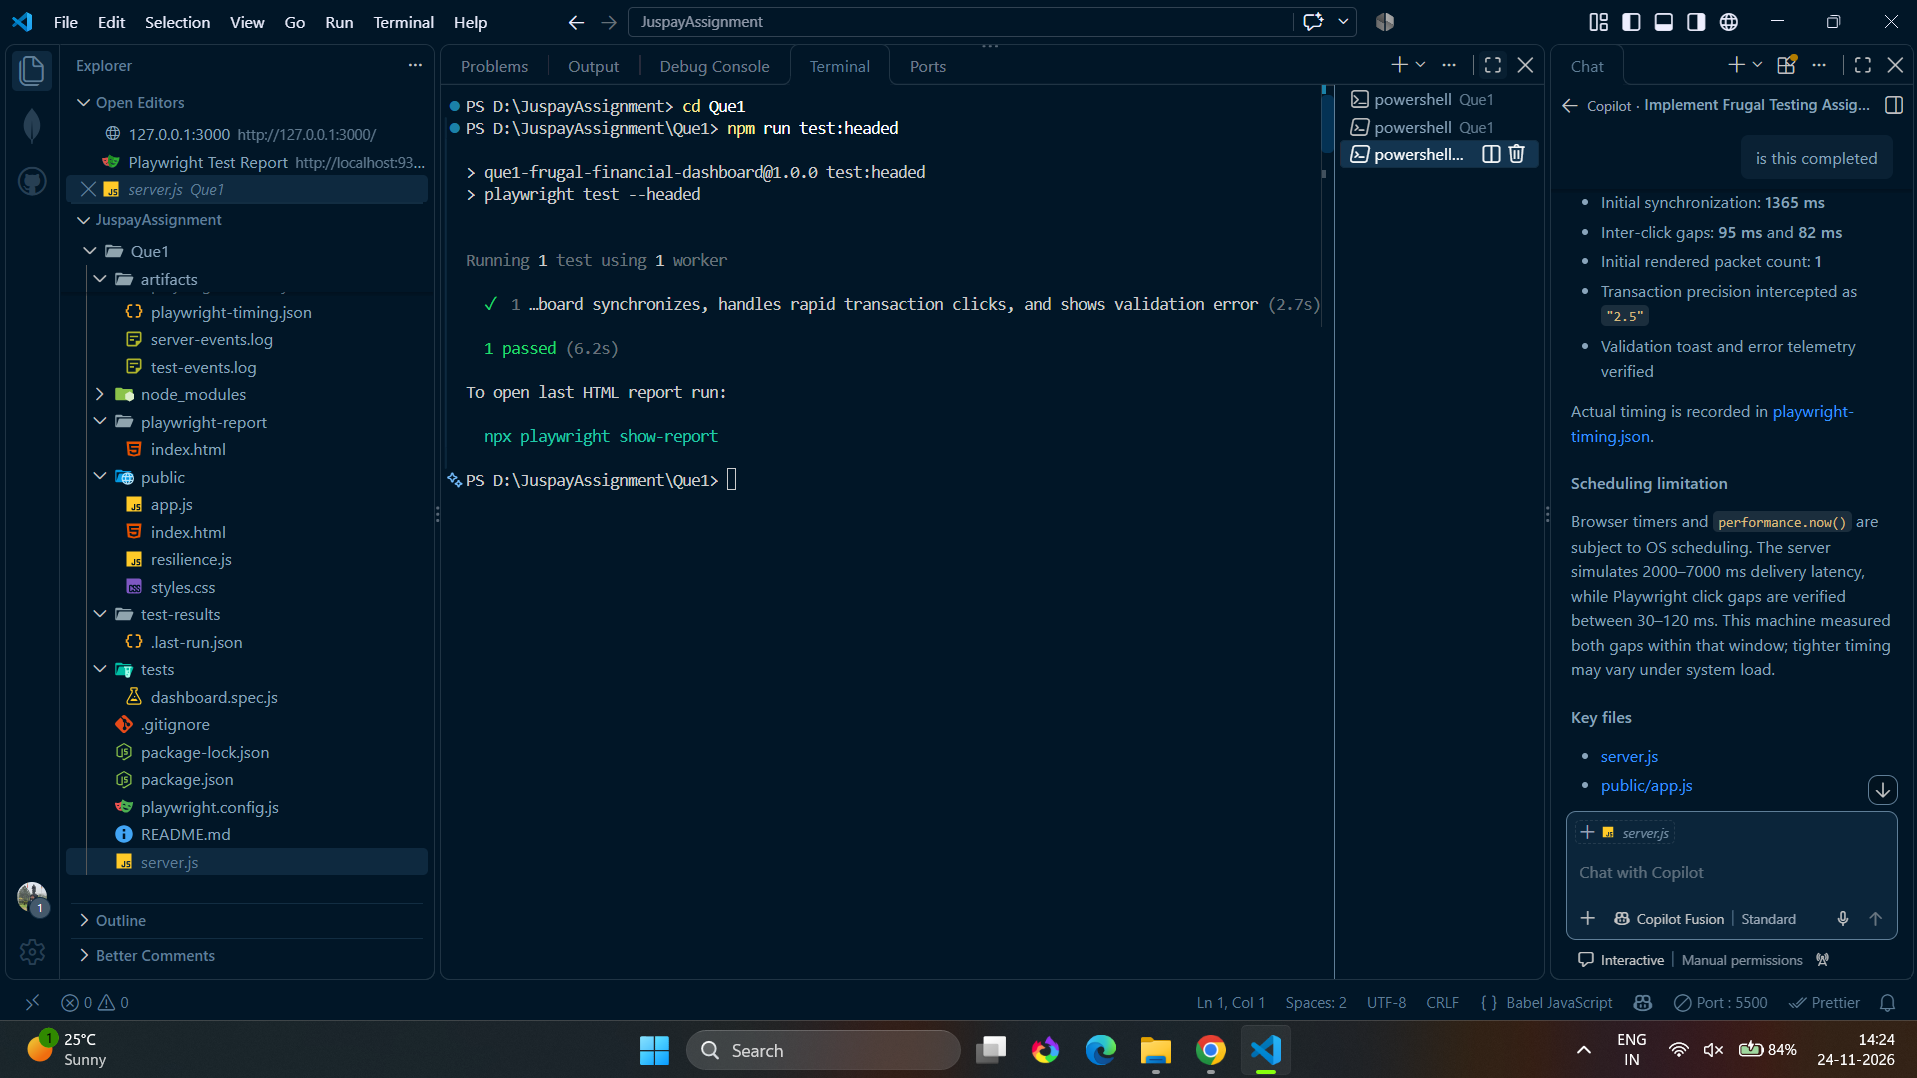 File Edit Selection View Go Run Terminal Help
JuspayAssignment
Explorer
Open Editors
127.0.0.1:3000 http://127.0.0.1:3000/
Playwright Test Report http://localhost:93...
server.js Que1
JuspayAssignment
Que1
artifacts
playwright-timing.json
server-events.log
test-events.log
node_modules
playwright-report
index.html
public
app.js
index.html
resilience.js
styles.css
test-results
.last-run.json
tests
dashboard.spec.js
.gitignore
package-lock.json
package.json
playwright.config.js
README.md
server.js
Outline
Better Comments
Problems Output Debug Console Terminal Ports
PS D:\JuspayAssignment> cd Que1
PS D:\JuspayAssignment\Que1> npm run test:headed
> que1-frugal-financial-dashboard@1.0.0 test:headed
> playwright test --headed
Running 1 test using 1 worker
✓ 1 …board synchronizes, handles rapid transaction clicks, and shows validation error (2.7s)
1 passed (6.2s)
To open last HTML report run:
npx playwright show-report
PS D:\JuspayAssignment\Que1>
powershell Que1
powershell Que1
powershell...
Chat
Copilot · Implement Frugal Testing Assig...
is this completed
• Initial synchronization: 1365 ms
• Inter-click gaps: 95 ms and 82 ms
• Initial rendered packet count: 1
• Transaction precision intercepted as
"2.5"
• Validation toast and error telemetry
verified
Actual timing is recorded in playwright-
timing.json.
Scheduling limitation
Browser timers and performance.now() are
subject to OS scheduling. The server
simulates 2000–7000 ms delivery latency,
while Playwright click gaps are verified
between 30–120 ms. This machine measured
both gaps within that window; tighter timing
may vary under system load.
Key files
• server.js
• public/app.js
server.js
Chat with Copilot
Copilot Fusion Standard
Interactive Manual permissions
0 0
Ln 1, Col 1 Spaces: 2 UTF-8 CRLF { } Babel JavaScript Port : 5500 Prettier
1
1
25°C
Sunny
Search
ENG
IN
84%
14:24
24-11-2026